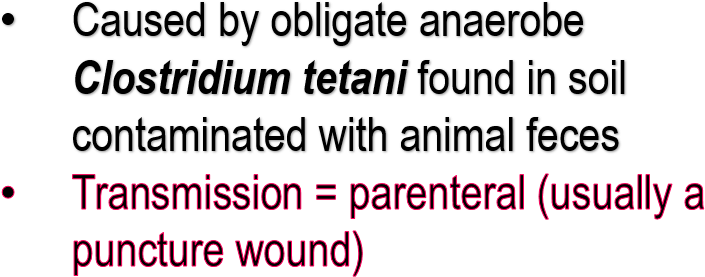 • Caused by obligate anaerobe
Clostridium tetani found in soil
contaminated with animal feces
• Transmission = parenteral (usually a
puncture wound)